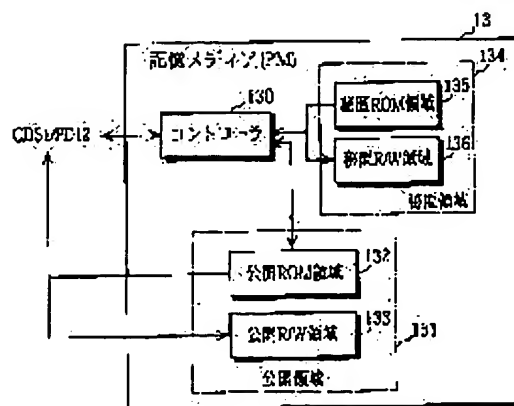 13
記憶メディア(PM)
134
130
135
コントローラ
秘匿ROM領域
136
秘匿R/W領域
秘匿領域
132
公開ROM領域
133
公開R/W領域
131
公開領域